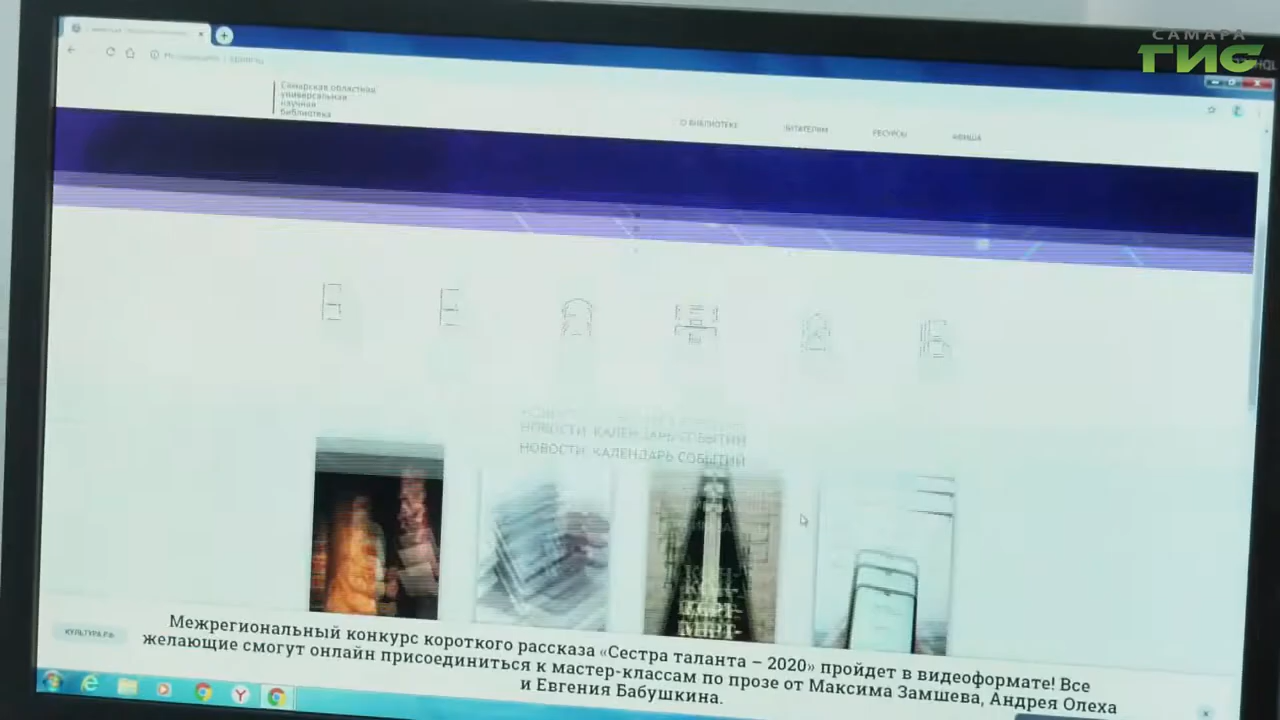 САМАРА
ГИС
Самарская областная
универсальная
научная
библиотека
О БИБЛИОТЕКЕ
ЧИТАТЕЛЯМ
РЕСУРСЫ
АФИША
НОВОСТИ КАЛЕНДАРЬ СОБЫТИЙ
НОВОСТИ КАЛЕНДАРЬ СОБЫТИЙ
КУЛЬТУРА.РФ
Межрегиональный конкурс короткого рассказа «Сестра таланта – 2020» пройдет в видеоформате! Все
желающие смогут онлайн присоединиться к мастер-классам по прозе от Максима Замшева, Андрея Олеха
и Евгения Бабушкина.